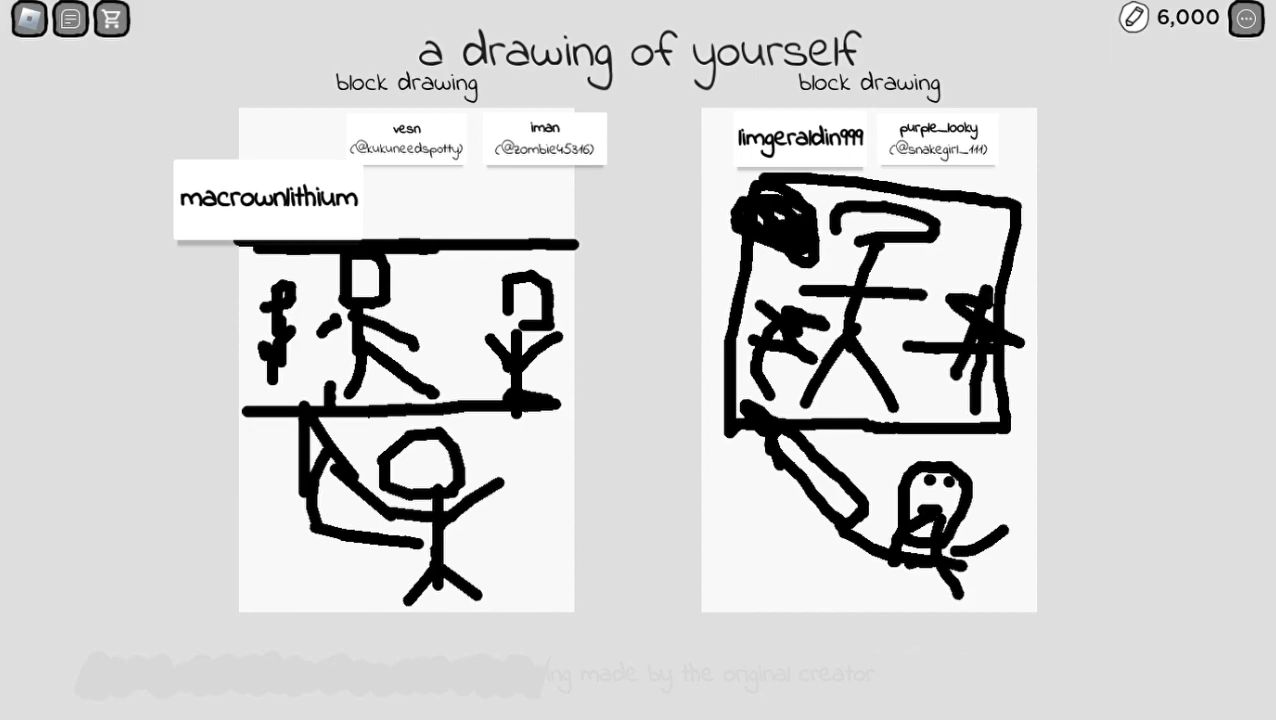 6,000
a drawing of yourself
block drawing
block drawing
vesn
(@kukuneedspotty)
iman
(@zombie45316)
macrownlithium
limgeraldin999
purple_looky
(@snakegirl_111)
ing made by the original creator